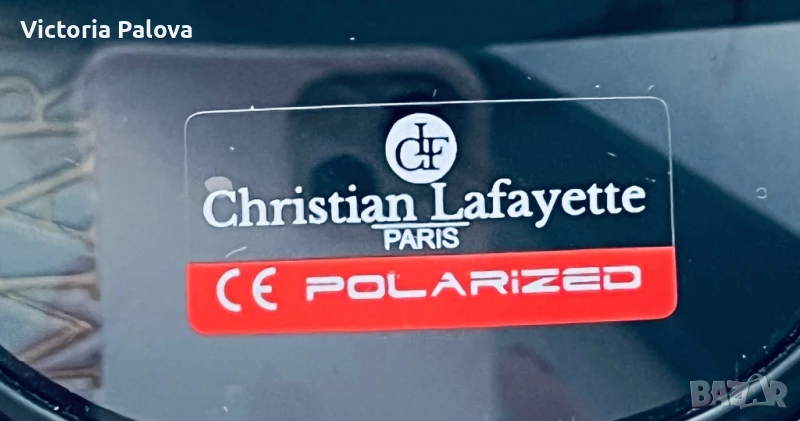 Victoria Palova
CLF
Christian Lafayette
PARIS
CE POLARIZED
BAZAR